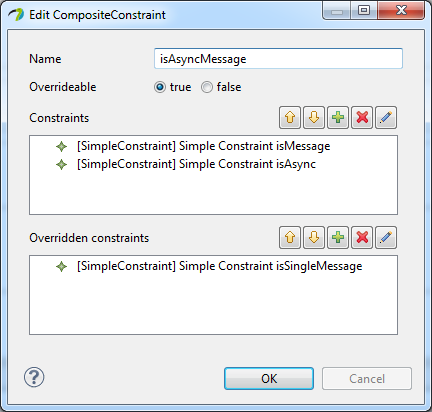 Edit CompositeConstraint
Name isAsyncMessage
Overrideable true false
Constraints
[SimpleConstraint] Simple Constraint isMessage
[SimpleConstraint] Simple Constraint isAsync
Overridden constraints
[SimpleConstraint] Simple Constraint isSingleMessage
? OK Cancel